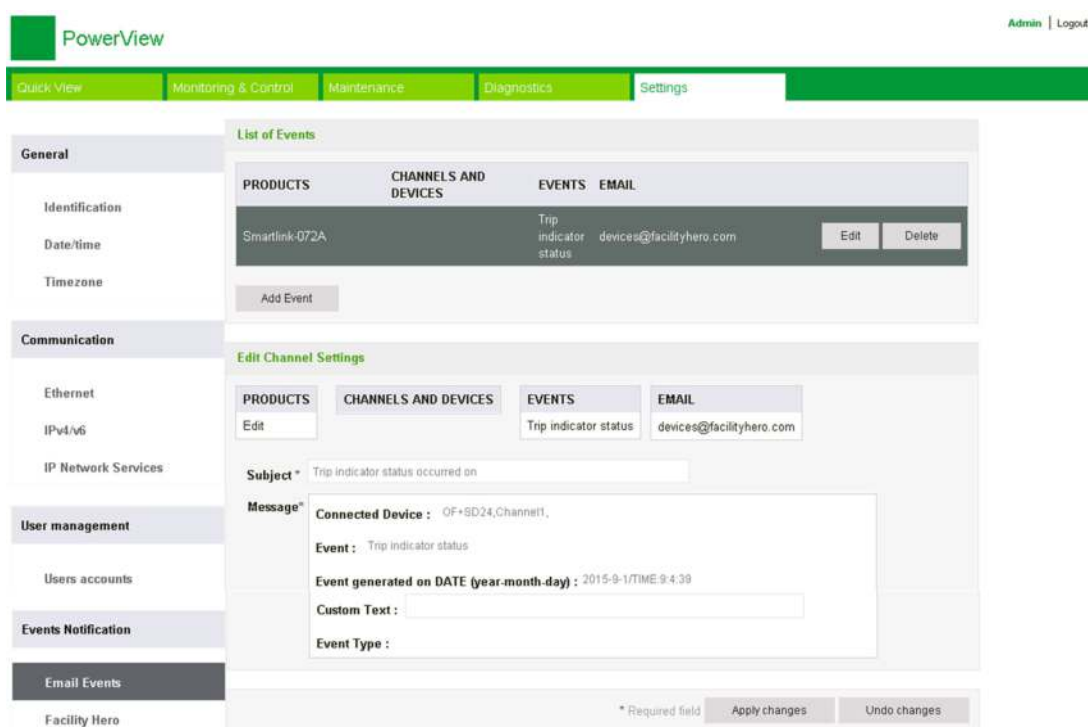 Admin | Logout
PowerView
Quick View Monitoring & Control Maintenance Diagnostics Settings
General
Identification
Date/time
Timezone
Communication
Ethernet
IPv4/v6
IP Network Services
User management
Users accounts
Events Notification
Email Events
Facility Hero
List of Events
PRODUCTS CHANNELS AND DEVICES EVENTS EMAIL
Smartlink-072A Trip indicator status devices@facilityhero.com Edit Delete
Add Event
Edit Channel Settings
PRODUCTS CHANNELS AND DEVICES EVENTS EMAIL
Edit Trip indicator status devices@facilityhero.com
Subject * Trip indicator status occurred on
Message* Connected Device : OF+SD24,Channel1,
Event : Trip indicator status
Event generated on DATE (year-month-day) : 2015-9-1/TIME:9:4:39
Custom Text :
Event Type :
* Required field Apply changes Undo changes